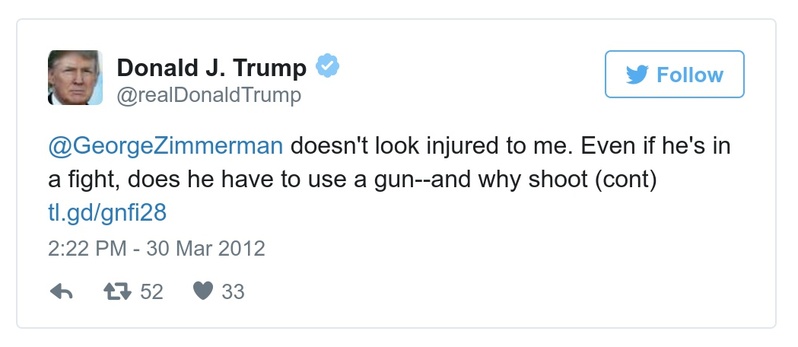 Donald J. Trump
@realDonaldTrump
Follow
@GeorgeZimmerman doesn't look injured to me. Even if he's in
a fight, does he have to use a gun--and why shoot (cont)
tl.gd/gnfi28
2:22 PM - 30 Mar 2012
52 33